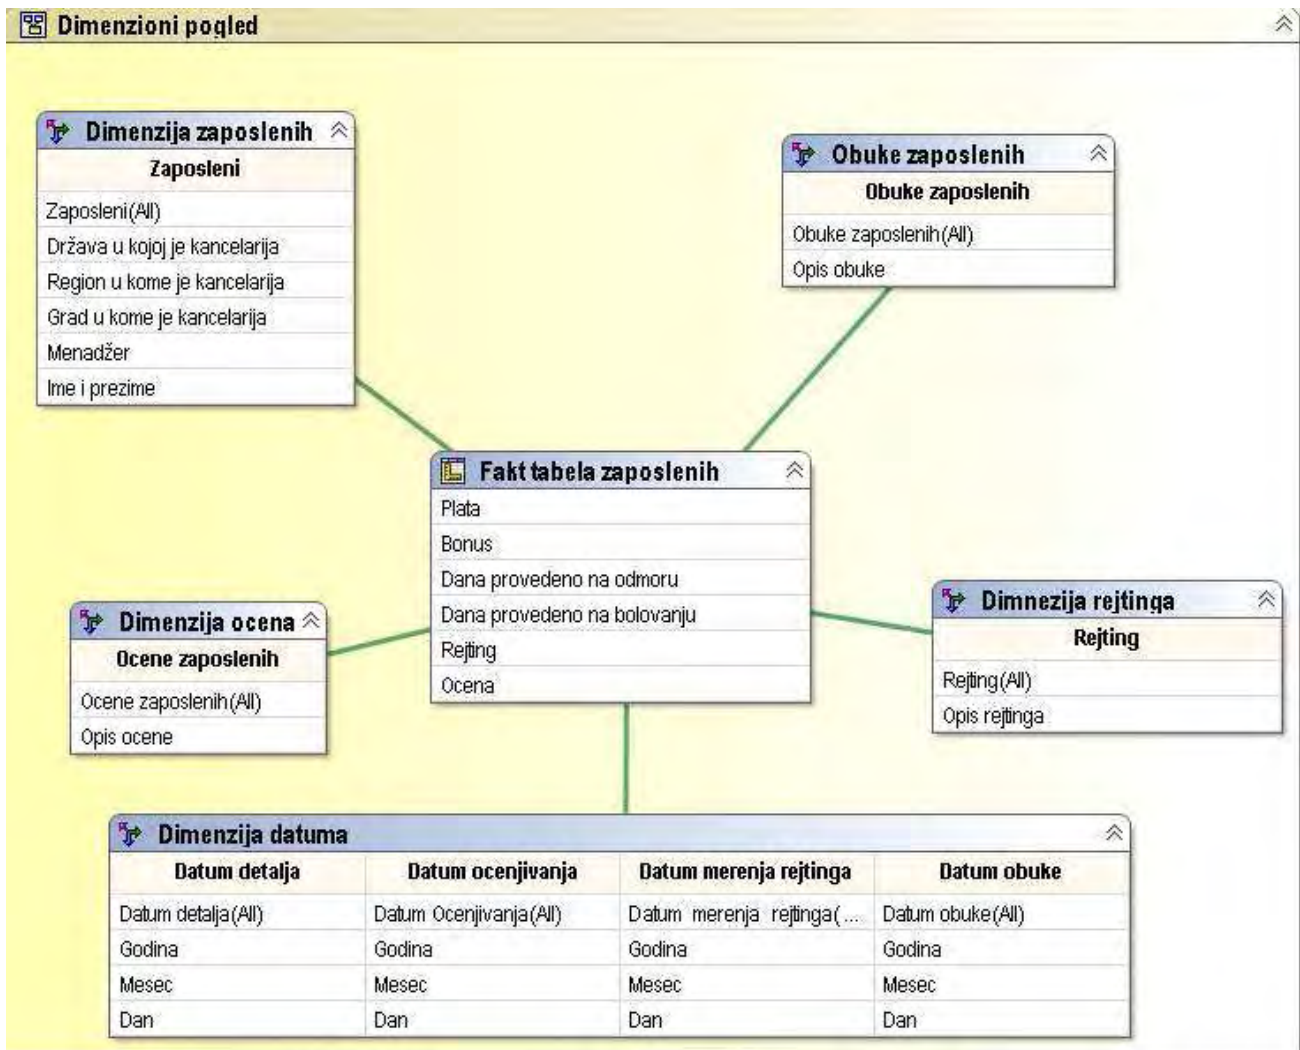 Dimenzioni pogled
Dimenzija zaposlenih
Zaposleni
Zaposleni(All)
Država u kojoj je kancelarija
Region u kome je kancelarija
Grad u kome je kancelarija
Menadžer
Ime i prezime
Obuke zaposlenih
Obuke zaposlenih
Obuke zaposlenih(All)
Opis obuke
Fakt tabela zaposlenih
Plata
Bonus
Dana provedeno na odmoru
Dana provedeno na bolovanju
Rejting
Ocena
Dimenzija ocena
Ocene zaposlenih
Ocene zaposlenih(All)
Opis ocene
Dimnezija rejtinga
Rejting
Rejting(All)
Opis rejtinga
Dimenzija datuma
Datum detalja Datum ocenjivanja Datum merenja rejtinga Datum obuke
Datum detalja(All) Datum Ocenjivanja(All) Datum merenja rejtinga(... Datum obuke(All)
Godina Godina Godina Godina
Mesec Mesec Mesec Mesec
Dan Dan Dan Dan